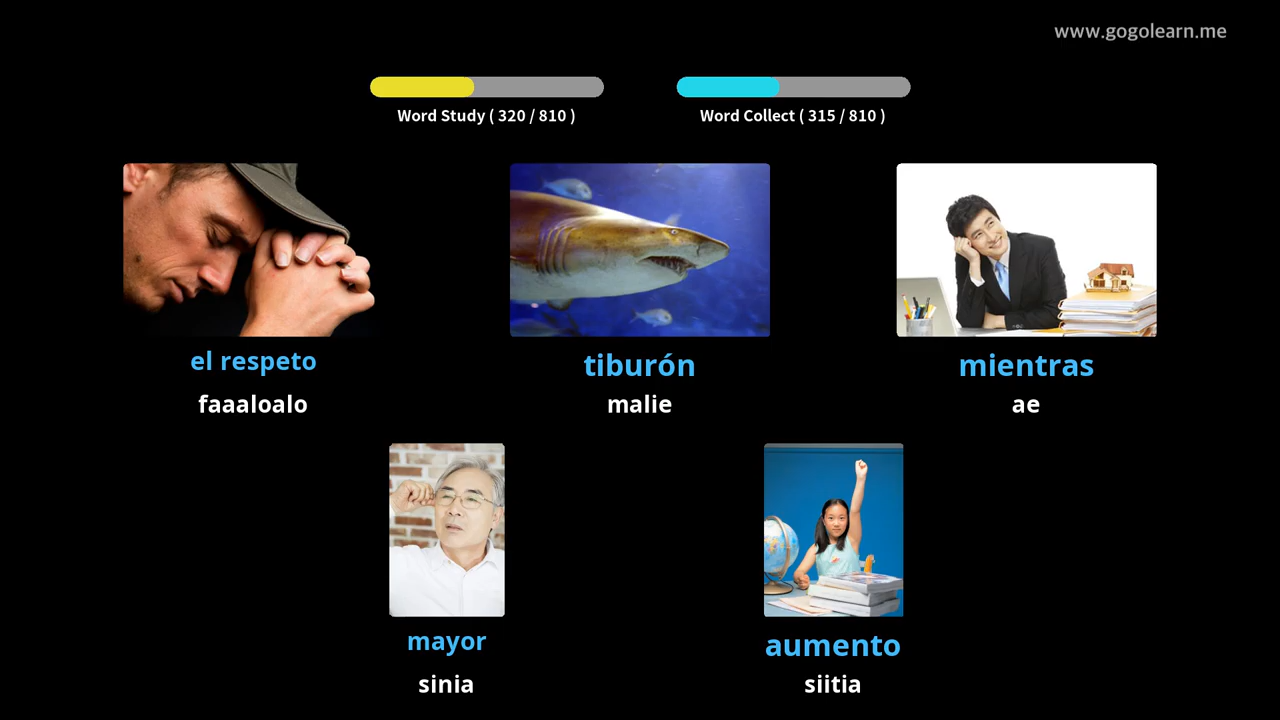 www.gogolearn.me
Word Study ( 320 / 810 )
Word Collect ( 315 / 810 )
el respeto
faaaloalo
tiburón
malie
mientras
ae
mayor
sinia
aumento
siitia